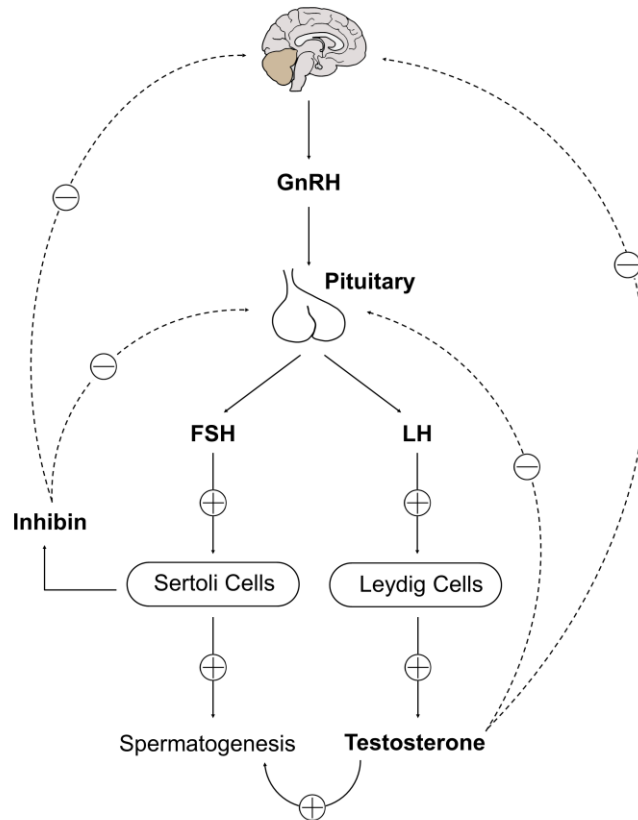 GnRH
Pituitary
FSH
LH
Inhibin
Sertoli Cells
Leydig Cells
Spermatogenesis
Testosterone